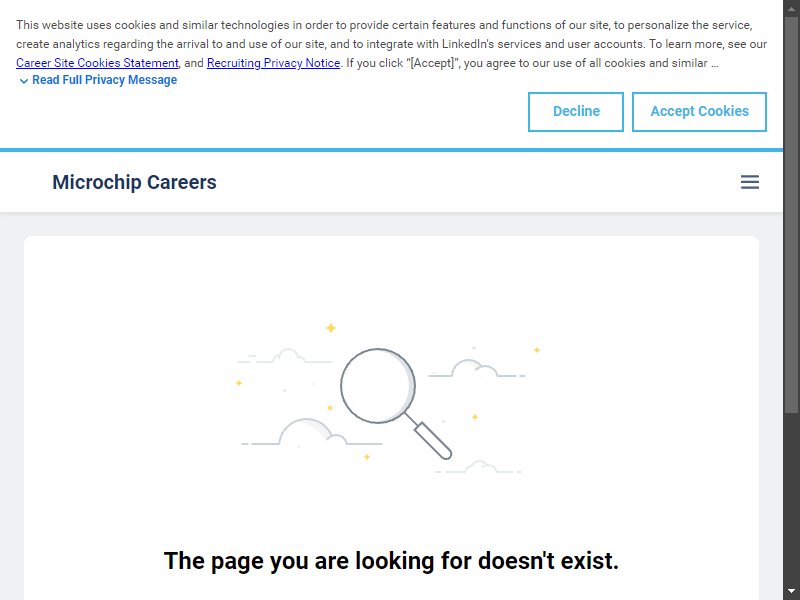 This website uses cookies and similar technologies in order to provide certain features and functions of our site, to personalize the service,
create analytics regarding the arrival to and use of our site, and to integrate with LinkedIn's services and user accounts. To learn more, see our
Career Site Cookies Statement, and Recruiting Privacy Notice. If you click “[Accept]”, you agree to our use of all cookies and similar ...
Read Full Privacy Message
Decline
Accept Cookies
Microchip Careers
The page you are looking for doesn't exist.